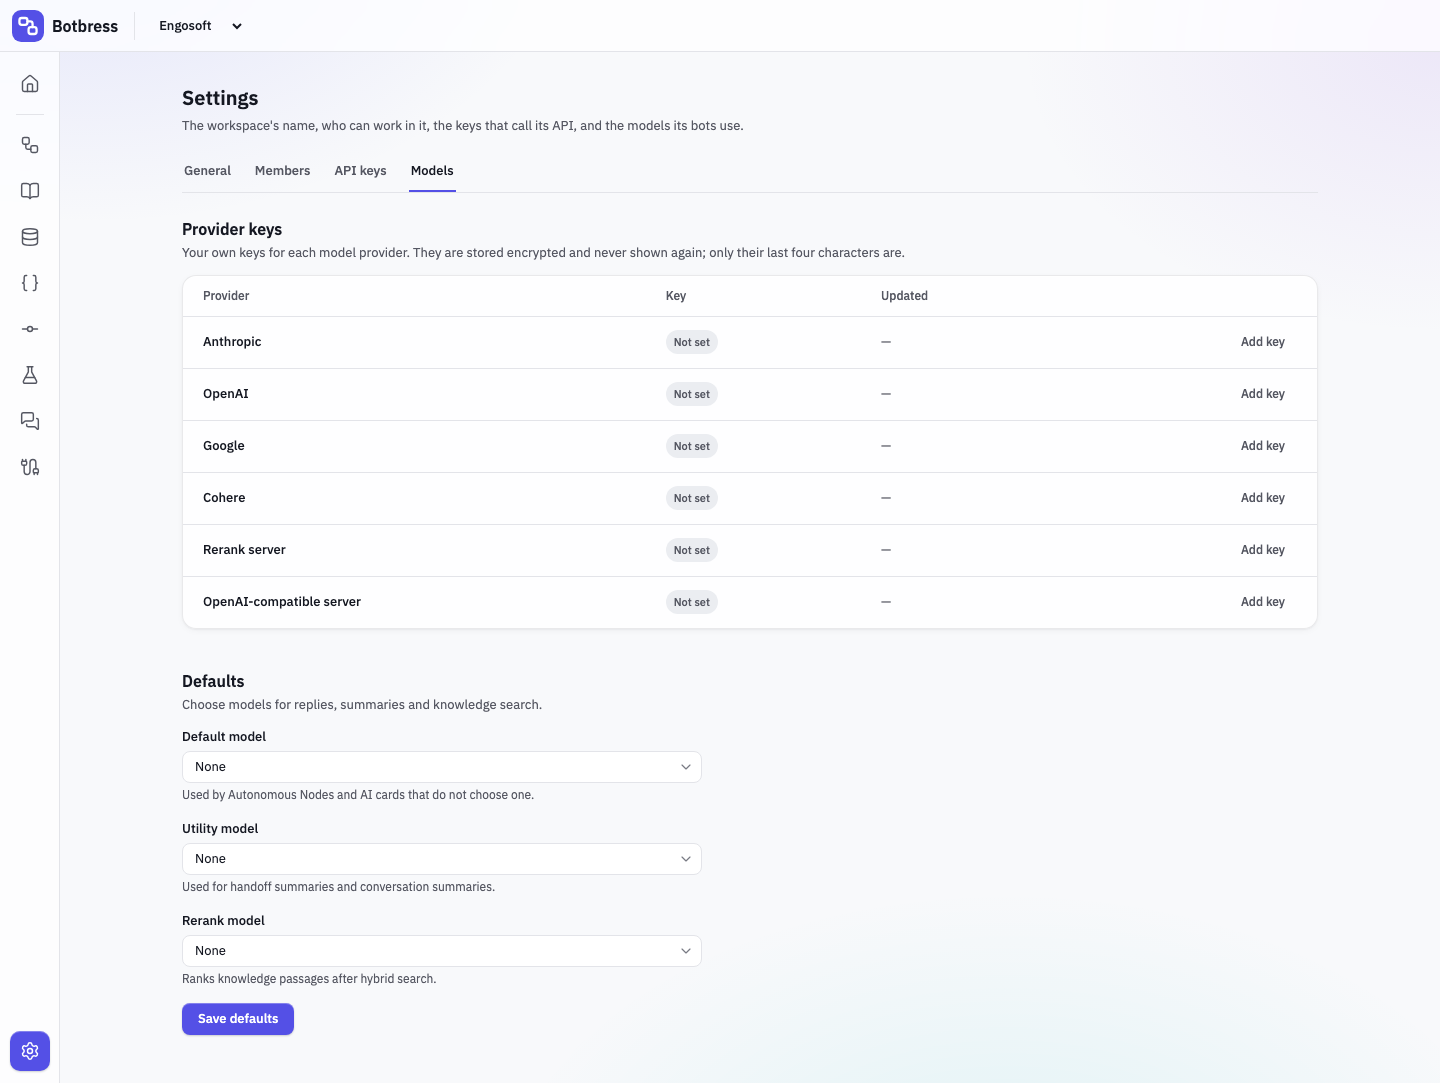 Botbress
Engosoft
Settings
The workspace's name, who can work in it, the keys that call its API, and the models its bots use.
General Members API keys Models
Provider keys
Your own keys for each model provider. They are stored encrypted and never shown again; only their last four characters are.
Provider Key Updated
Anthropic Not set — Add key
OpenAI Not set — Add key
Google Not set — Add key
Cohere Not set — Add key
Rerank server Not set — Add key
OpenAI-compatible server Not set — Add key
Defaults
Choose models for replies, summaries and knowledge search.
Default model
None
Used by Autonomous Nodes and AI cards that do not choose one.
Utility model
None
Used for handoff summaries and conversation summaries.
Rerank model
None
Ranks knowledge passages after hybrid search.
Save defaults